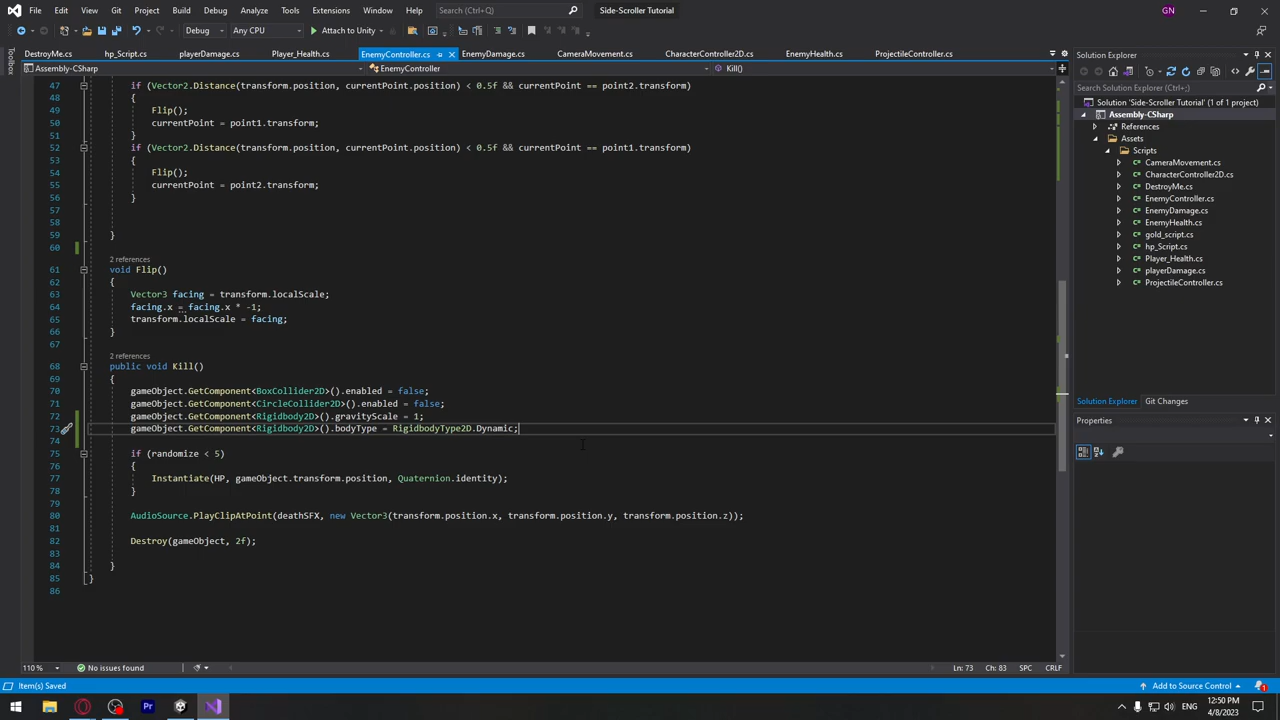 File Edit View Git Project Build Debug Test Analyze Tools Extensions Window Help Search (Ctrl+Q) Side-Scroller Tutorial GN
Debug Any CPU Attach to Unity
DestroyMe.cs hp_Script.cs playerDamage.cs Player_Health.cs EnemyController.cs EnemyDamage.cs CameraMovement.cs CharacterController2D.cs EnemyHealth.cs ProjectileController.cs
Assembly-CSharp EnemyController Kill()
Toolbox
47 if (Vector2.Distance(transform.position, currentPoint.position) < 0.5f && currentPoint == point2.transform)
48 {
49 Flip();
50 currentPoint = point1.transform;
51 }
52 if (Vector2.Distance(transform.position, currentPoint.position) < 0.5f && currentPoint == point1.transform)
53 {
54 Flip();
55 currentPoint = point2.transform;
56 }
57
58
59 }
60
2 references
61 void Flip()
62 {
63 Vector3 facing = transform.localScale;
64 facing.x = facing.x * -1;
65 transform.localScale = facing;
66 }
67
2 references
68 public void Kill()
69 {
70 gameObject.GetComponent<BoxCollider2D>().enabled = false;
71 gameObject.GetComponent<CircleCollider2D>().enabled = false;
72 gameObject.GetComponent<Rigidbody2D>().gravityScale = 1;
73 gameObject.GetComponent<Rigidbody2D>().bodyType = RigidbodyType2D.Dynamic;
74
75 if (randomize < 5)
76 {
77 Instantiate(HP, gameObject.transform.position, Quaternion.identity);
78 }
79
80 AudioSource.PlayClipAtPoint(deathSFX, new Vector3(transform.position.x, transform.position.y, transform.position.z));
81
82 Destroy(gameObject, 2f);
83
84 }
85 }
86
Solution Explorer
Search Solution Explorer (Ctrl+;)
Solution 'Side-Scroller Tutorial' (1 of 1 project)
Assembly-CSharp
References
Assets
Scripts
CameraMovement.cs
CharacterController2D.cs
DestroyMe.cs
EnemyController.cs
EnemyDamage.cs
EnemyHealth.cs
gold_script.cs
hp_Script.cs
Player_Health.cs
playerDamage.cs
ProjectileController.cs
Solution Explorer Git Changes
Properties
110 % No issues found Ln: 73 Ch: 83 SPC CRLF
Item(s) Saved Add to Source Control 1
Pr 12:50 PM
4/8/2023